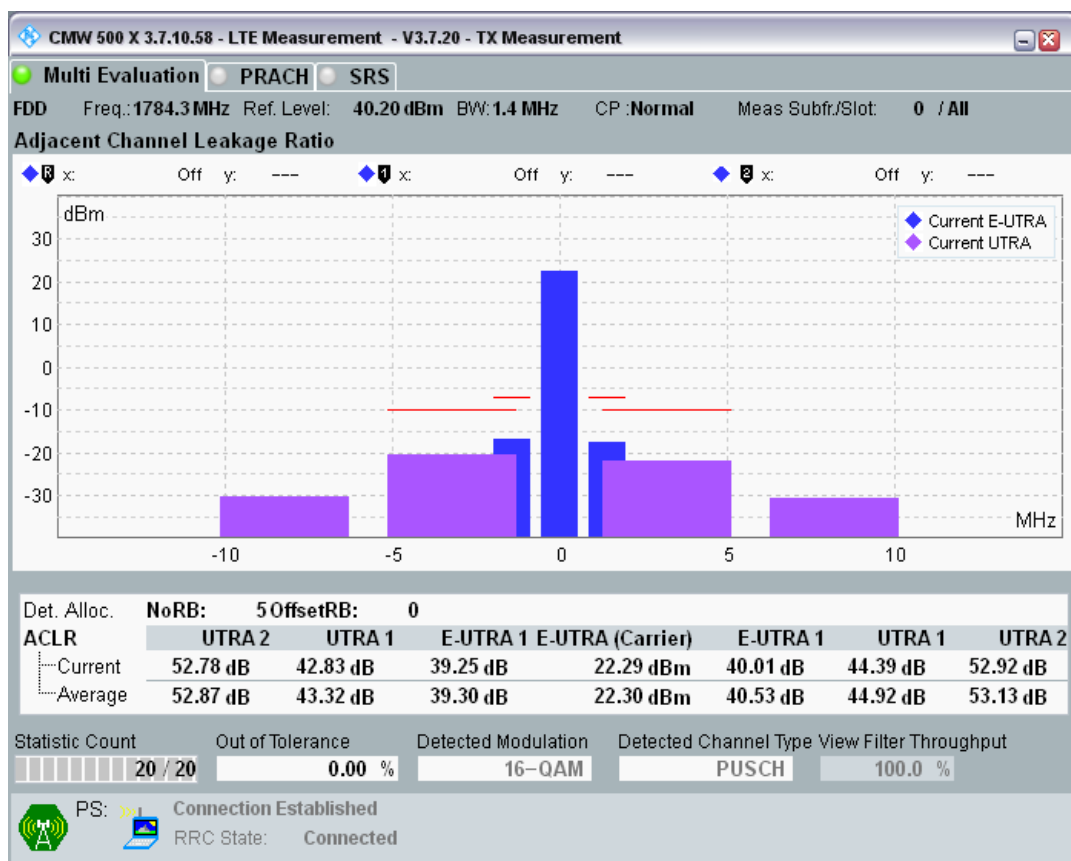 CMW 500 X 3.7.10.58 - LTE Measurement - V3.7.20 - TX Measurement
Multi Evaluation PRACH SRS
FDD Freq.: 1784.3 MHz Ref. Level: 40.20 dBm BW: 1.4 MHz CP :Normal Meas Subfr./Slot: 0 / All
Adjacent Channel Leakage Ratio
R x: Off y: --- 1 x: Off y: --- 2 x: Off y: ---
dBm
Current E-UTRA
Current UTRA
30
20
10
0
-10
-20
-30
MHz
-10 -5 0 5 10
Det. Alloc. NoRB: 5 OffsetRB: 0
ACLR UTRA 2 UTRA 1 E-UTRA 1 E-UTRA (Carrier) E-UTRA 1 UTRA 1 UTRA 2
Current 52.78 dB 42.83 dB 39.25 dB 22.29 dBm 40.01 dB 44.39 dB 52.92 dB
Average 52.87 dB 43.32 dB 39.30 dB 22.30 dBm 40.53 dB 44.92 dB 53.13 dB
Statistic Count Out of Tolerance Detected Modulation Detected Channel Type View Filter Throughput
20 / 20 0.00 % 16-QAM PUSCH 100.0 %
PS: Connection Established
RRC State: Connected